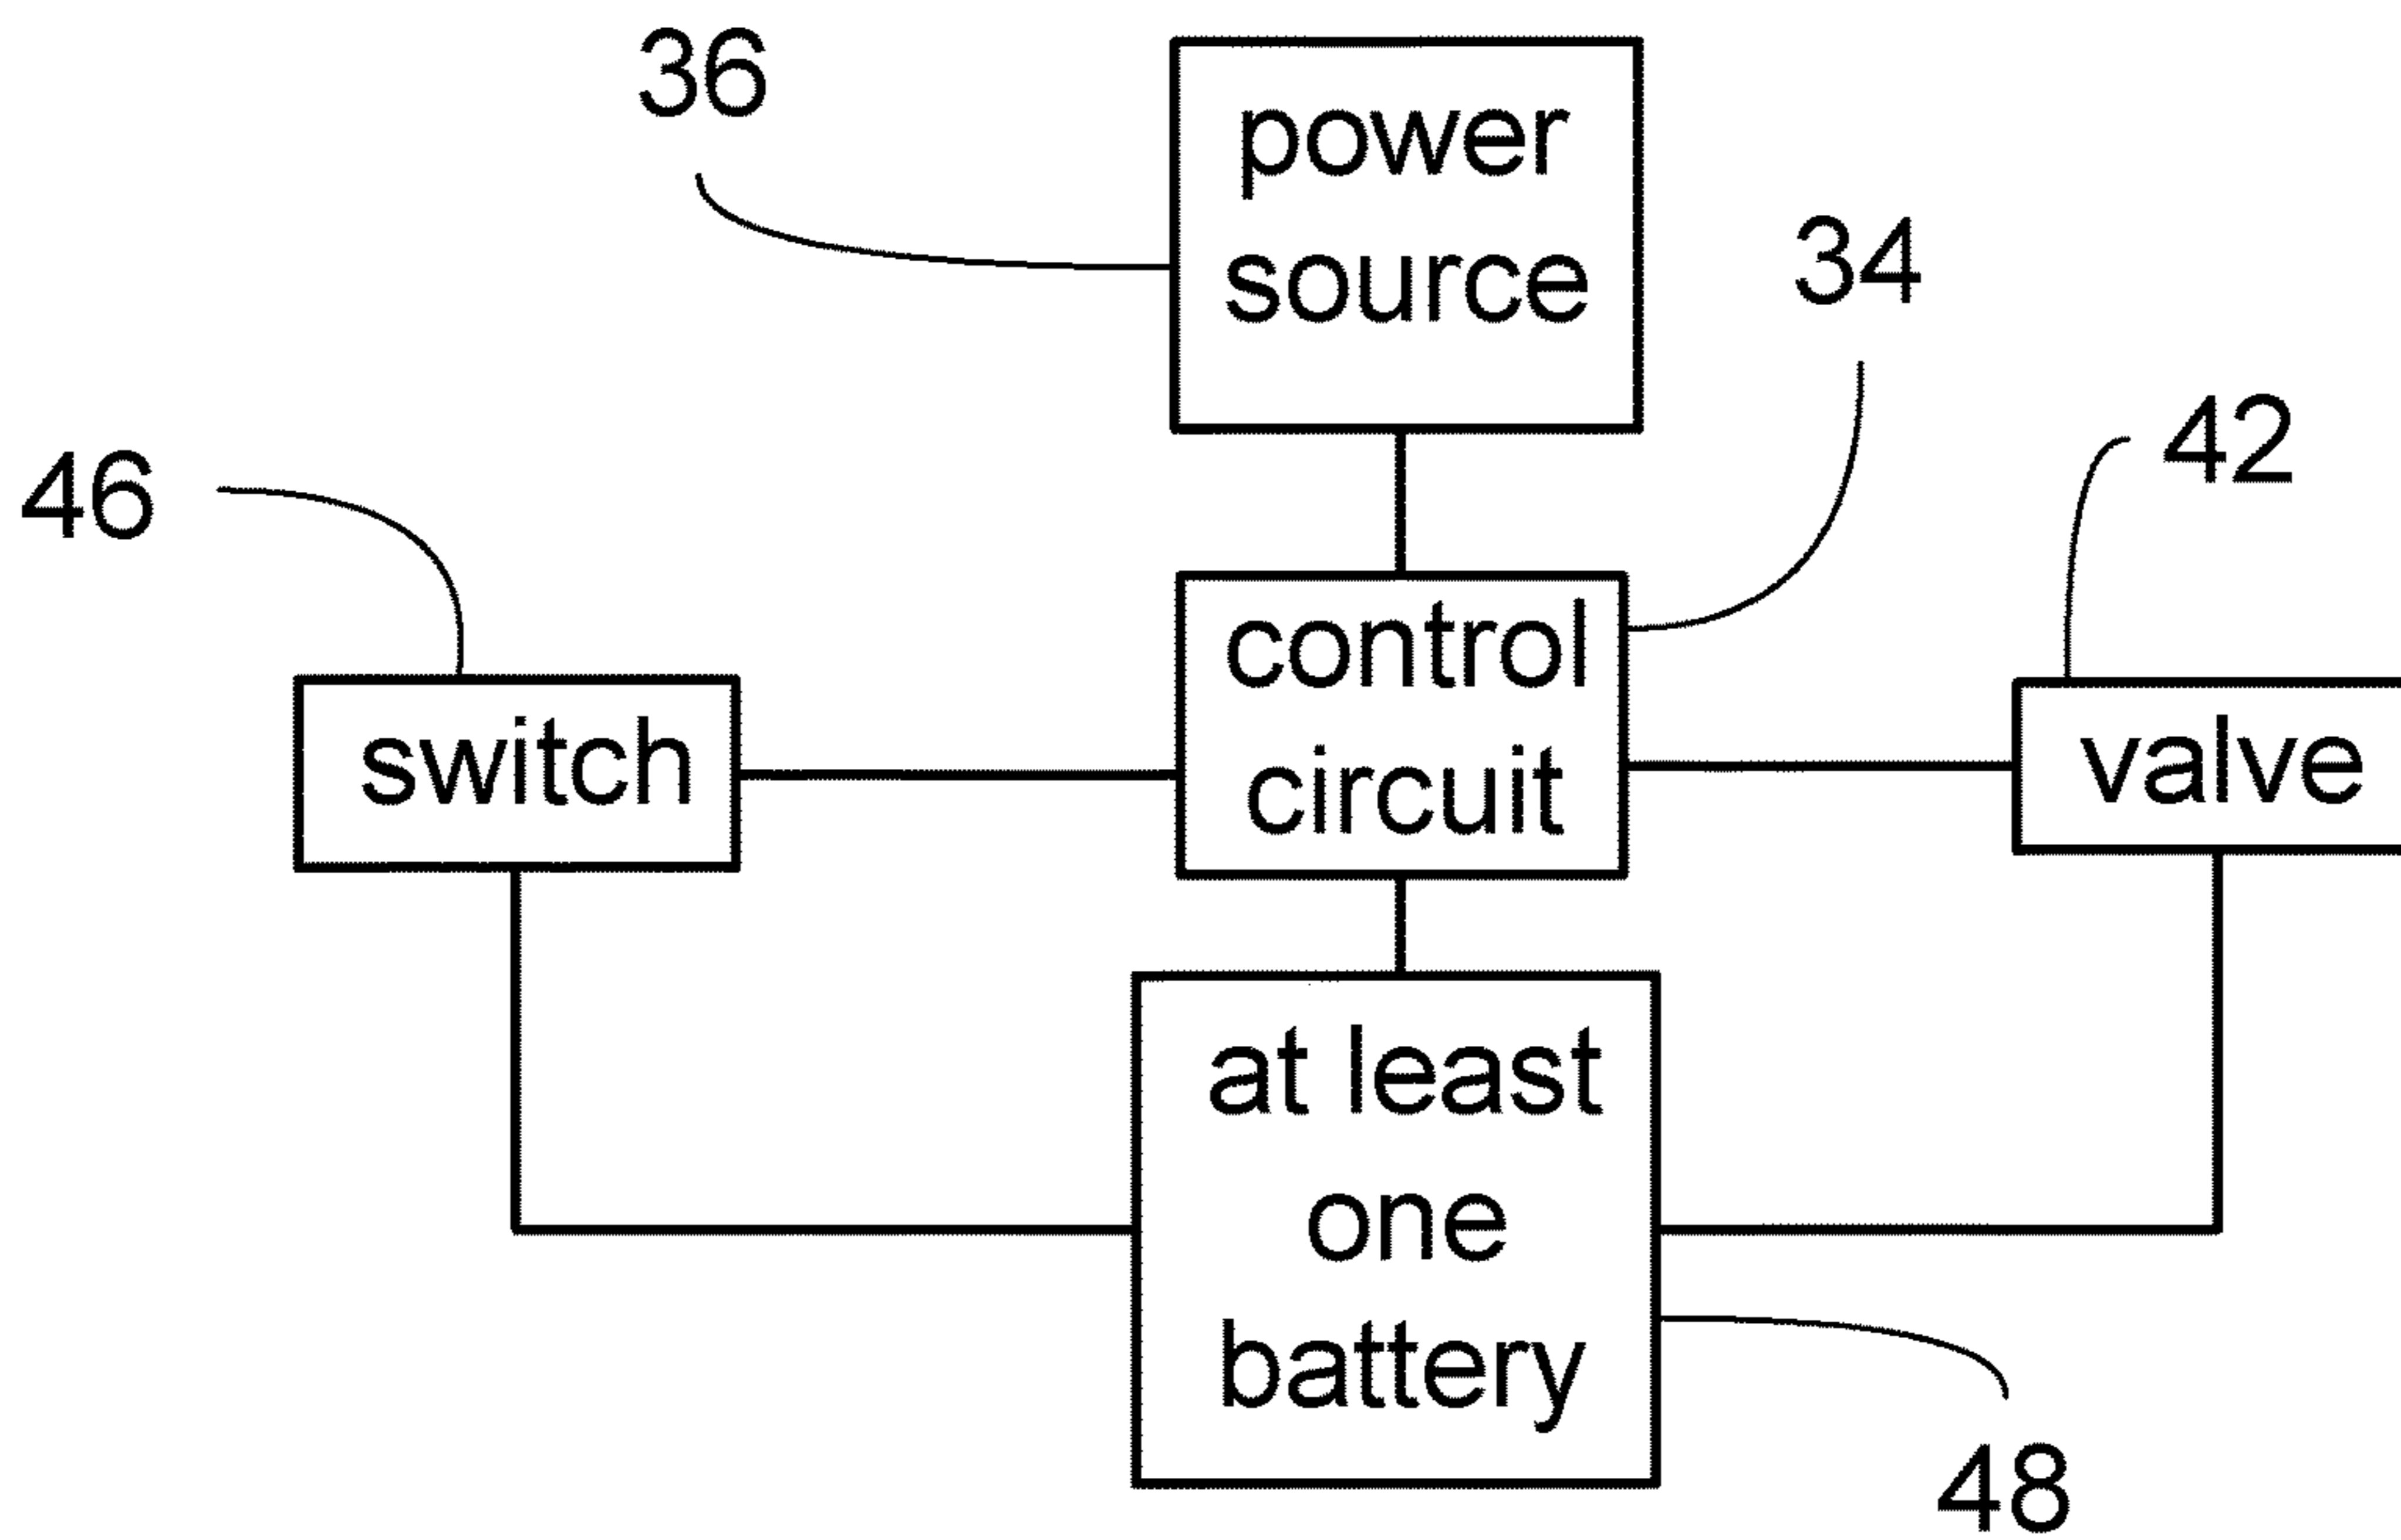 36
power
source
34
42
46
control
circuit
switch
valve
at least
one
battery
48